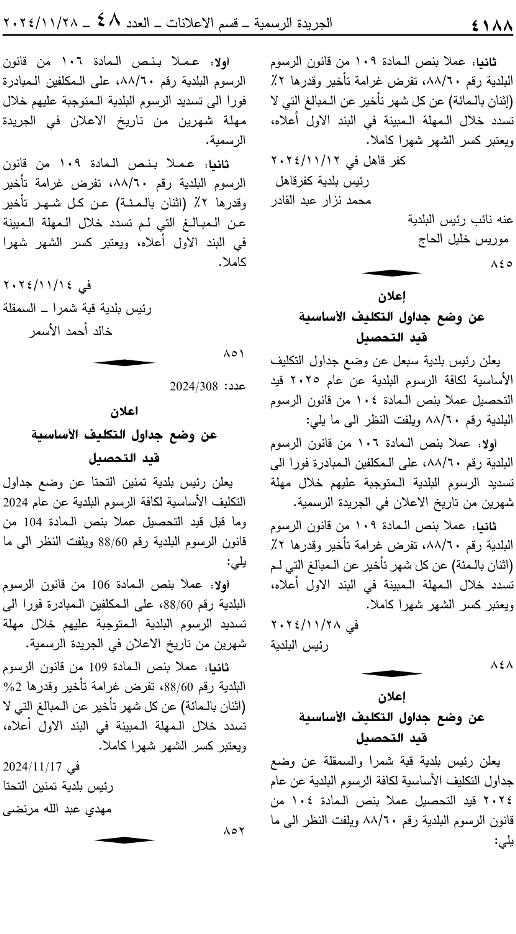 ٤١٨٨
الجريدة الرسمية – قسم الاعلانات – العدد ٤٨ – ٢٠٢٤/١١/٢٨
ثانيا: عملا بنص المادة ١٠٩ من قانون الرسوم
البلدية رقم ٨٨/٦٠، تفرض غرامة تأخير وقدرها ٢٪
(إثنان بالمائة) عن كل شهر تأخير عن المبالغ التي لا
تسدد خلال المهلة المبينة في البند الاول أعلاه،
ويعتبر كسر الشهر شهرا كاملا.
كفر قاهل في ٢٠٢٤/١١/١٢
رئيس بلدية كفرقاهل
محمد نزار عبد القادر
عنه نائب رئيس البلدية
موريس خليل الحاج
٨٤٥
إعلان
عن وضع جداول التكليف الأساسية
قيد التحصيل
يعلن رئيس بلدية سبعل عن وضع جداول التكليف
الأساسية لكافة الرسوم البلدية عن عام ٢٠٢٥ قيد
التحصيل عملا بنص المادة ١٠٤ من قانون الرسوم
البلدية رقم ٨٨/٦٠ ويلفت النظر الى ما يلي:
أولا: عملا بنص المادة ١٠٦ من قانون الرسوم
البلدية رقم ٨٨/٦٠، على المكلفين المبادرة فورا الى
تسديد الرسوم البلدية المتوجبة عليهم خلال مهلة
شهرين من تاريخ الاعلان في الجريدة الرسمية.
ثانيا: عملا بنص المادة ١٠٩ من قانون الرسوم
البلدية رقم ٨٨/٦٠، تفرض غرامة تأخير وقدرها ٢٪
(اثنان بالمئة) عن كل شهر تأخير عن المبالغ التي لم
تسدد خلال المهلة المبينة في البند الاول أعلاه،
ويعتبر كسر الشهر شهرا كاملا.
في ٢٠٢٤/١١/٢٨
رئيس البلدية
٨٤٨
إعلان
عن وضع جداول التكليف الأساسية
قيد التحصيل
يعلن رئيس بلدية قبة شمرا والسمقلة عن وضع
جداول التكليف الأساسية لكافة الرسوم البلدية عن عام
٢٠٢٤ قيد التحصيل عملا بنص المادة ١٠٤ من
قانون الرسوم البلدية رقم ٨٨/٦٠ ويلفت النظر الى ما
يلي:
أولا: عملا بنص المادة ١٠٦ من قانون
الرسوم البلدية رقم ٨٨/٦٠، على المكلفين المبادرة
فورا الى تسديد الرسوم البلدية المتوجبة عليهم خلال
مهلة شهرين من تاريخ الاعلان في الجريدة
الرسمية.
ثانيا: عملا بنص المادة ١٠٩ من قانون
الرسوم البلدية رقم ٨٨/٦٠، تفرض غرامة تأخير
وقدرها ٢٪ (اثنان بالمئة) عن كل شهر تأخير
عن المبالغ التي لم تسدد خلال المهلة المبينة
في البند الاول أعلاه، ويعتبر كسر الشهر شهرا
كاملا.
في ٢٠٢٤/١١/١٤
رئيس بلدية قبة شمرا – السمقلة
خالد أحمد الأسمر
٨٥١
عدد: 2024/308
اعلان
عن وضع جداول التكليف الأساسية
قيد التحصيل
يعلن رئيس بلدية تمنين التحتا عن وضع جداول
التكليف الأساسية لكافة الرسوم البلدية عن عام 2024
وما قبل قيد التحصيل عملا بنص المادة 104 من
قانون الرسوم البلدية رقم 88/60 ويلفت النظر الى ما
يلي:
أولا: عملا بنص المادة 106 من قانون الرسوم
البلدية رقم 88/60، على المكلفين المبادرة فورا الى
تسديد الرسوم البلدية المتوجبة عليهم خلال مهلة
شهرين من تاريخ الاعلان في الجريدة الرسمية.
ثانيا: عملا بنص المادة 109 من قانون الرسوم
البلدية رقم 88/60، تفرض غرامة تأخير وقدرها 2%
(اثنان بالمائة) عن كل شهر تأخير عن المبالغ التي لا
تسدد خلال المهلة المبينة في البند الاول أعلاه،
ويعتبر كسر الشهر شهرا كاملا.
في 2024/11/17
رئيس بلدية تمنين التحتا
مهدي عبد الله مرتضى
٨٥٢